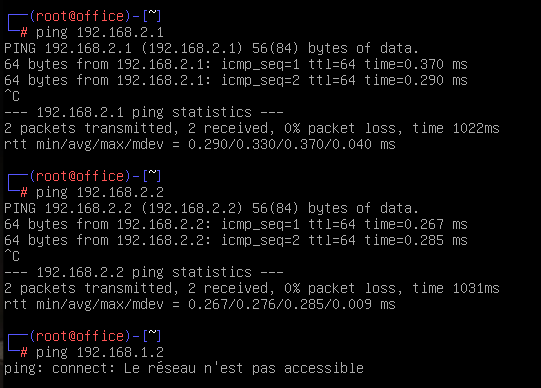 ┌──(root@office)-[~]
└─# ping 192.168.2.1
PING 192.168.2.1 (192.168.2.1) 56(84) bytes of data.
64 bytes from 192.168.2.1: icmp_seq=1 ttl=64 time=0.370 ms
64 bytes from 192.168.2.1: icmp_seq=2 ttl=64 time=0.290 ms
^C
--- 192.168.2.1 ping statistics ---
2 packets transmitted, 2 received, 0% packet loss, time 1022ms
rtt min/avg/max/mdev = 0.290/0.330/0.370/0.040 ms
┌──(root@office)-[~]
└─# ping 192.168.2.2
PING 192.168.2.2 (192.168.2.2) 56(84) bytes of data.
64 bytes from 192.168.2.2: icmp_seq=1 ttl=64 time=0.267 ms
64 bytes from 192.168.2.2: icmp_seq=2 ttl=64 time=0.285 ms
^C
--- 192.168.2.2 ping statistics ---
2 packets transmitted, 2 received, 0% packet loss, time 1031ms
rtt min/avg/max/mdev = 0.267/0.276/0.285/0.009 ms
┌──(root@office)-[~]
└─# ping 192.168.1.2
ping: connect: Le réseau n'est pas accessible